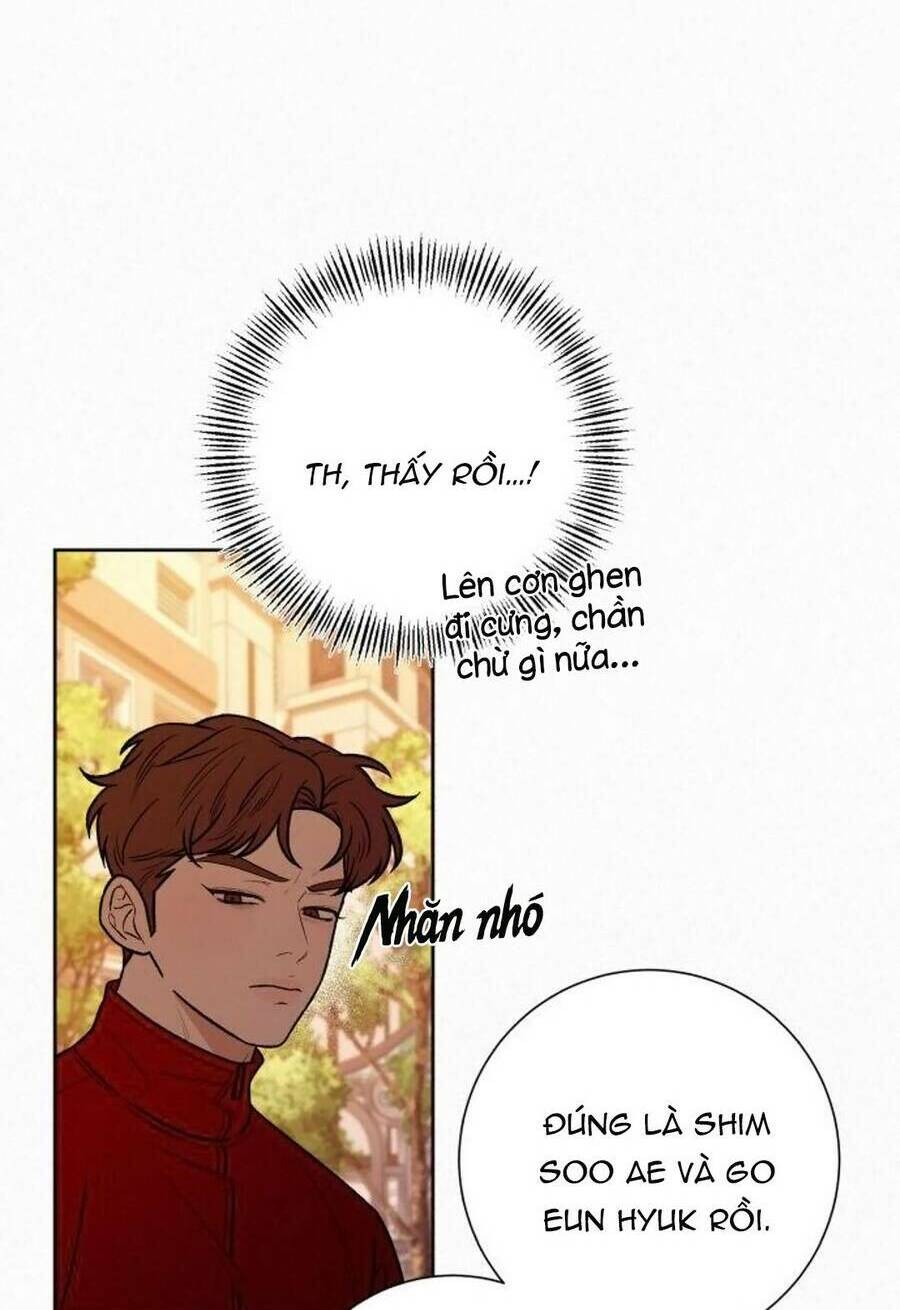 TH, THẤY RỒI...!
Lên cơn ghen
đi cưng, chần
chừ gì nữa...
Nhăn nhó
ĐÚNG LÀ SHIM
SOO AE VÀ GO
EUN HYUK RỒI.